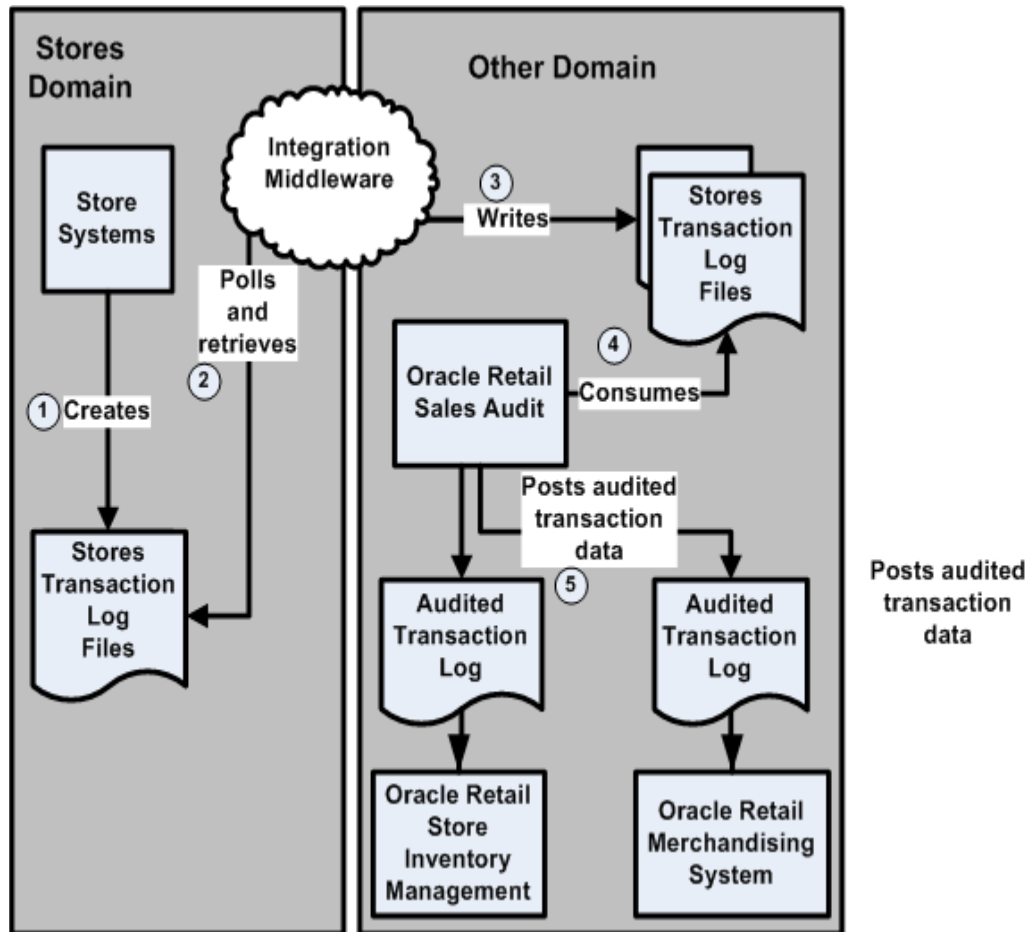 Stores
Domain
Other Domain
Integration
Middleware
Store
Systems
3
Writes
Stores
Transaction
Log
Files
Polls
and
retrieves
2
Oracle Retail
Sales Audit
4
Consumes
1
Creates
Posts audited
transaction
data
5
Stores
Transaction
Log
Files
Audited
Transaction
Log
Audited
Transaction
Log
Posts audited
transaction
data
Oracle Retail
Store
Inventory
Management
Oracle Retail
Merchandising
System